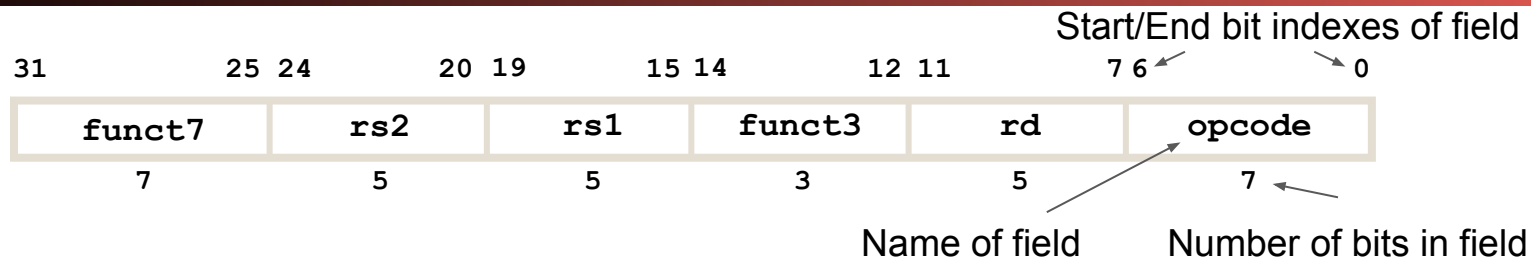 Start/End bit indexes of field
31 25 24 20 19 15 14 12 11 7 6 0
funct7 rs2 rs1 funct3 rd opcode
7 5 5 3 5 7
Name of field Number of bits in field